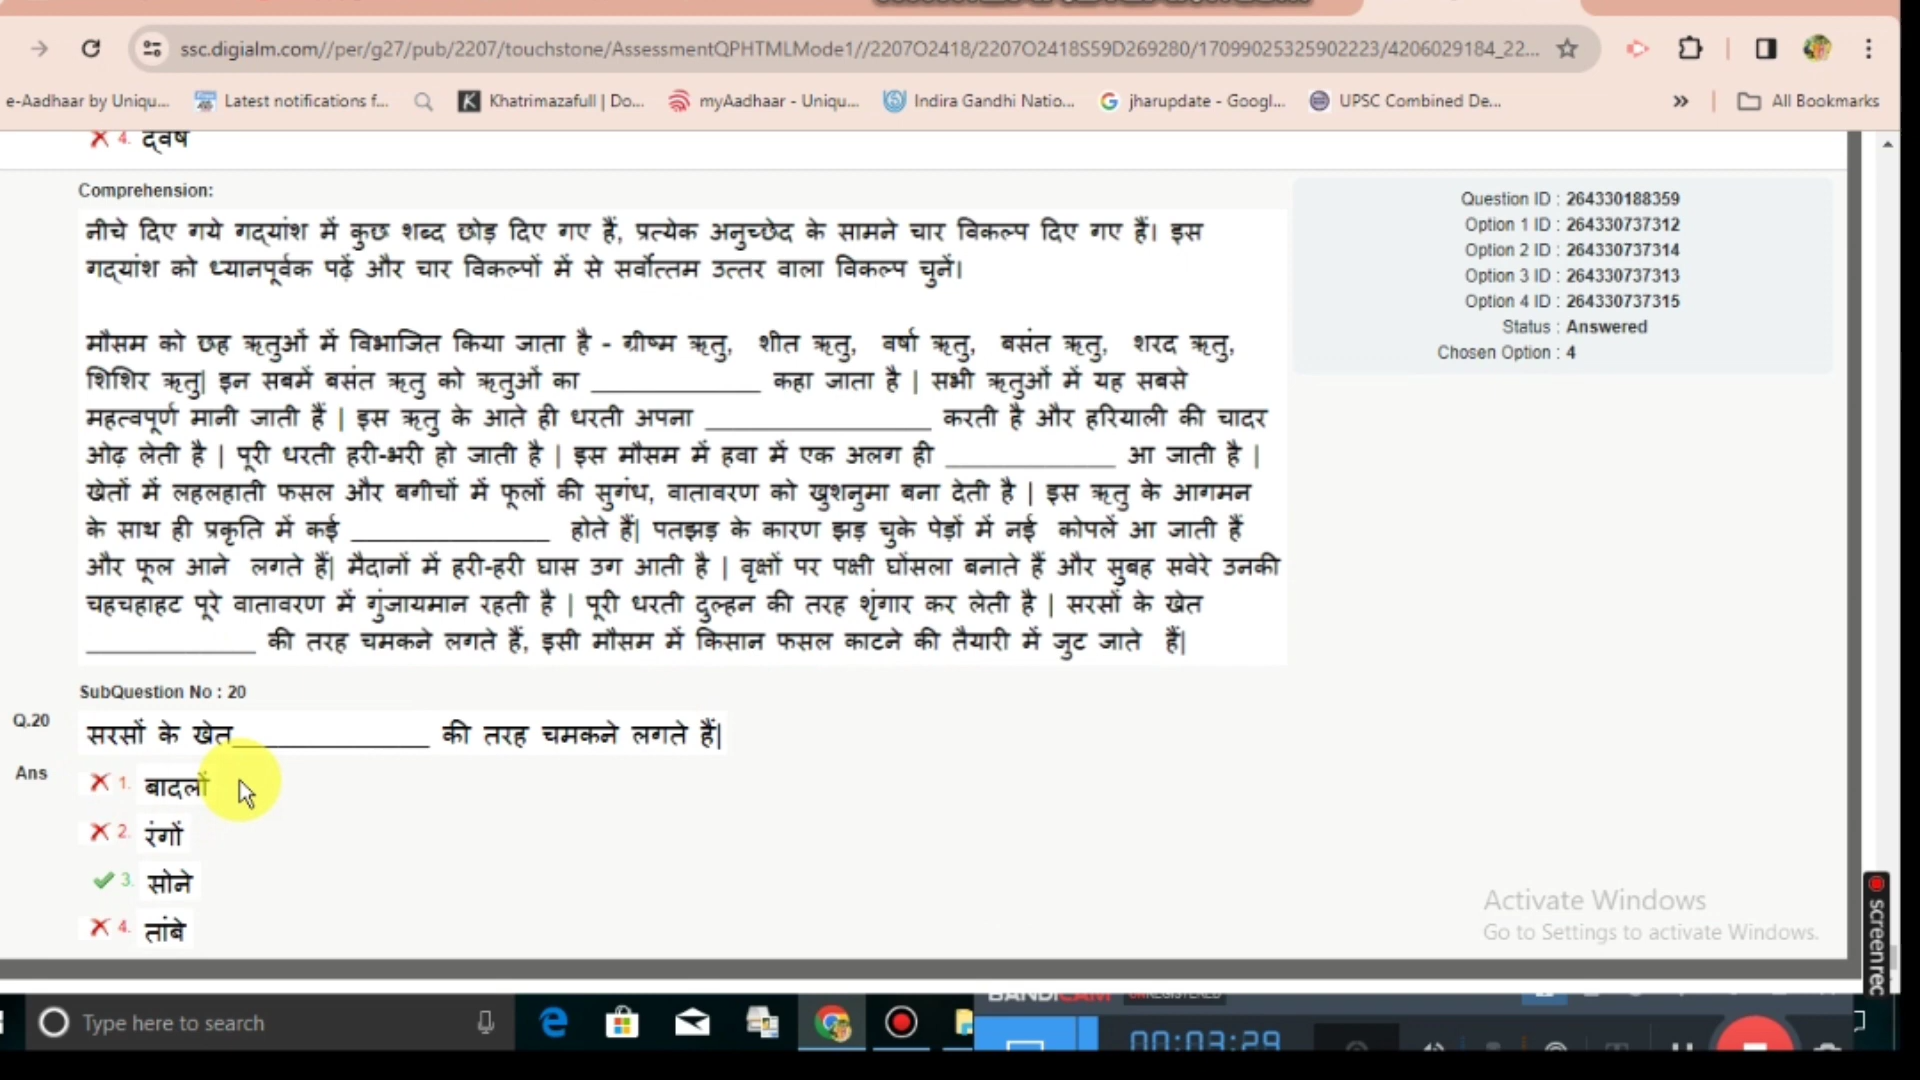 ssc.digialm.com//per/g27/pub/2207/touchstone/AssessmentQPHTMLMode1//2207O2418/2207O2418S59D269280/17099025325902223/4206029184_22...
e-Aadhaar by Uniqu... Latest notifications f... Khatrimazafull | Do... myAadhaar - Uniqu... Indira Gandhi Natio... jharupdate - Googl... UPSC Combined De... » All Bookmarks
4. द्वेष
Comprehension:
नीचे दिए गये गद्यांश में कुछ शब्द छोड़ दिए गए हैं, प्रत्येक अनुच्छेद के सामने चार विकल्प दिए गए हैं। इस
गद्यांश को ध्यानपूर्वक पढ़ें और चार विकल्पों में से सर्वोत्तम उत्तर वाला विकल्प चुनें।
मौसम को छह ऋतुओं में विभाजित किया जाता है - ग्रीष्म ऋतु, शीत ऋतु, वर्षा ऋतु, बसंत ऋतु, शरद ऋतु,
शिशिर ऋतु| इन सबमें बसंत ऋतु को ऋतुओं का ____________ कहा जाता है | सभी ऋतुओं में यह सबसे
महत्वपूर्ण मानी जाती हैं | इस ऋतु के आते ही धरती अपना ________________ करती है और हरियाली की चादर
ओढ़ लेती है | पूरी धरती हरी-भरी हो जाती है | इस मौसम में हवा में एक अलग ही ____________ आ जाती है |
खेतों में लहलहाती फसल और बगीचों में फूलों की सुगंध, वातावरण को खुशनुमा बना देती है | इस ऋतु के आगमन
के साथ ही प्रकृति में कई ______________ होते हैं| पतझड़ के कारण झड़ चुके पेड़ों में नई कोपलें आ जाती हैं
और फूल आने लगते हैं| मैदानों में हरी-हरी घास उग आती है | वृक्षों पर पक्षी घोंसला बनाते हैं और सुबह सवेरे उनकी
चहचहाहट पूरे वातावरण में गुंजायमान रहती है | पूरी धरती दुल्हन की तरह शृंगार कर लेती है | सरसों के खेत
____________ की तरह चमकने लगते हैं, इसी मौसम में किसान फसल काटने की तैयारी में जुट जाते हैं|
Question ID : 264330188359
Option 1 ID : 264330737312
Option 2 ID : 264330737314
Option 3 ID : 264330737313
Option 4 ID : 264330737315
Status : Answered
Chosen Option : 4
SubQuestion No : 20
Q.20 सरसों के खेत______________ की तरह चमकने लगते हैं|
Ans 1. बादलों
2. रंगों
3. सोने
4. तांबे
Activate Windows
Go to Settings to activate Windows.
screenrec
BANDICAM UNREGISTERED
Type here to search
00:03:29